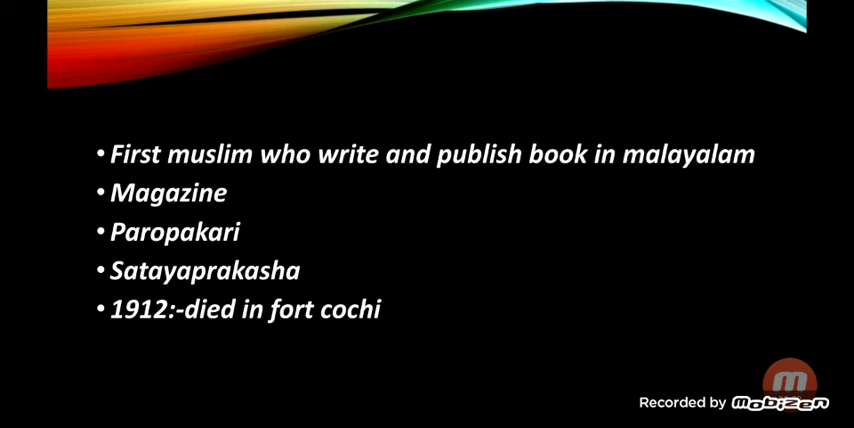 • First muslim who write and publish book in malayalam
• Magazine
• Paropakari
• Satayaprakasha
• 1912:-died in fort cochi
m
Recorded by mobizen